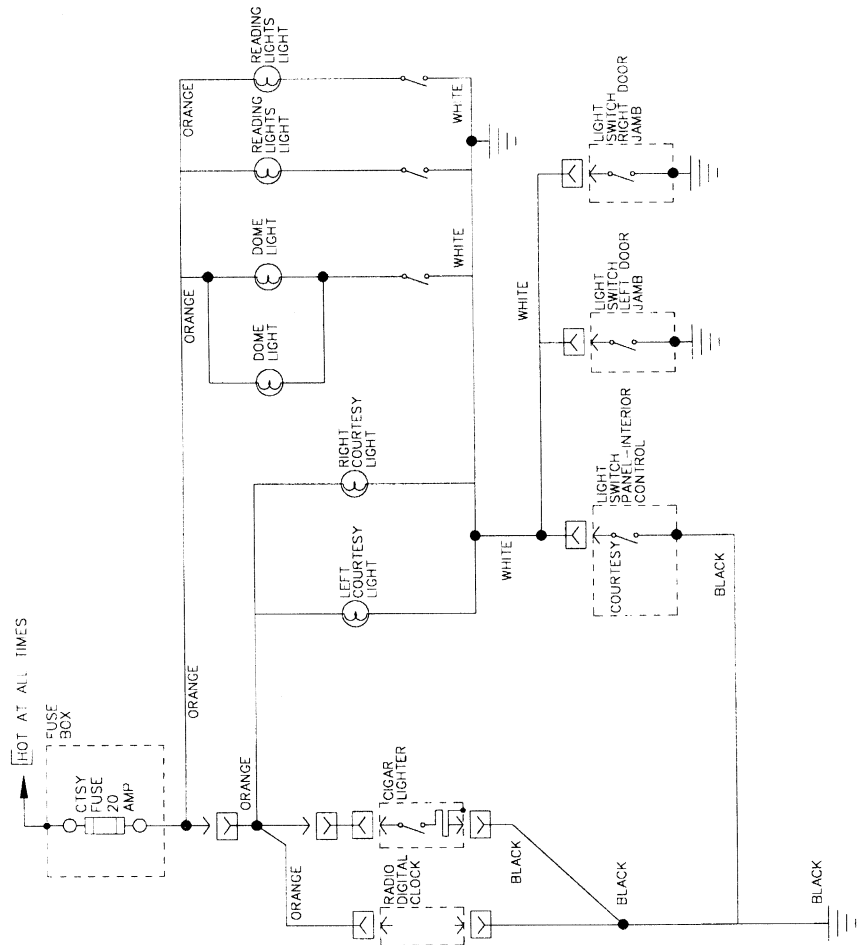 HOT AT ALL TIMES
FUSE
BOX
CTSY
FUSE
20
AMP
ORANGE
ORANGE
ORANGE
ORANGE
ORANGE
READING
LIGHTS
LIGHT
READING
LIGHTS
LIGHT
DOME
LIGHT
DOME
LIGHT
WHITE
WHITE
RIGHT
COURTESY
LIGHT
LEFT
COURTESY
LIGHT
WHITE
WHITE
LIGHT
SWITCH
RIGHT DOOR
JAMB
LIGHT
SWITCH
LEFT DOOR
JAMB
LIGHT
SWITCH
PANEL-INTERIOR
CONTROL
COURTESY
BLACK
CIGAR
LIGHTER
RADIO
DIGITAL
CLOCK
BLACK
BLACK
BLACK